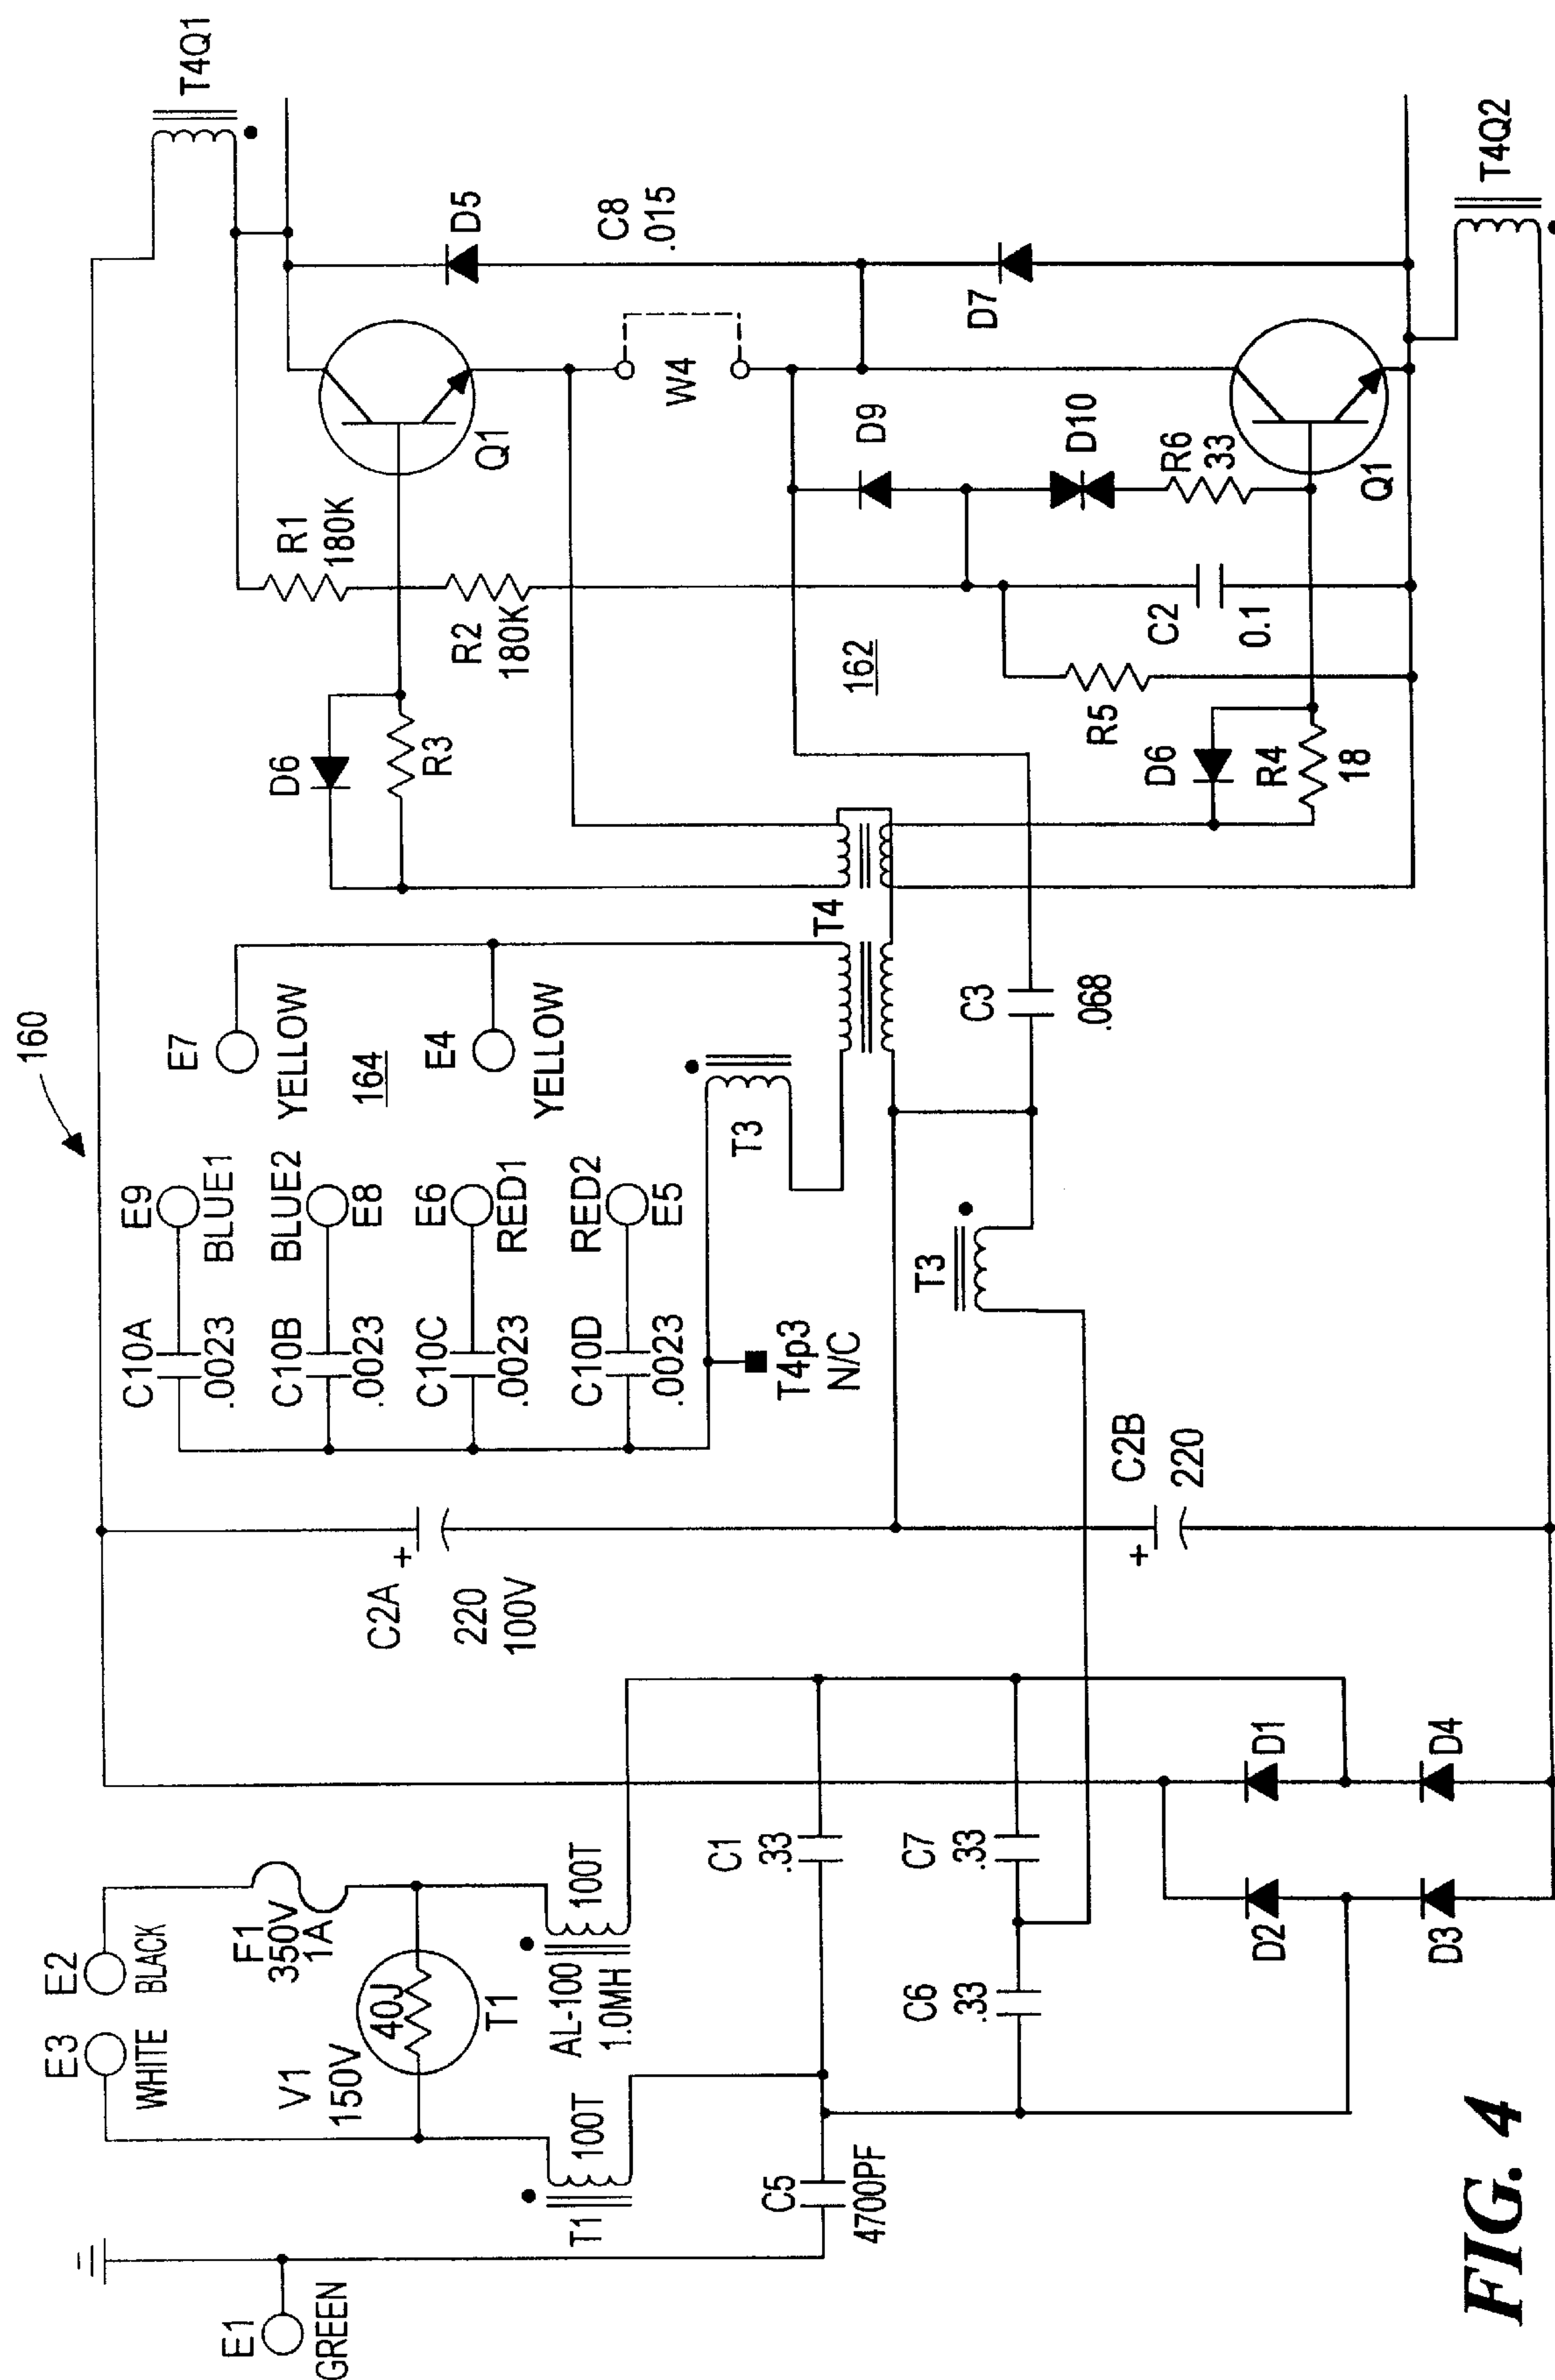 160
E1
GREEN
E3
WHITE
E2
BLACK
F1
350V
1A
V1
150V
40J
T1
T1
100T
AL-100
1.0MH
100T
C5
4700PF
C1
.33
C6
.33
C7
.33
D2
D1
D3
D4
C2A
+
220
100V
C2B
+
220
C10A
.0023
E9
BLUE1
C10B
.0023
BLUE2
E8
C10C
.0023
E6
RED1
C10D
.0023
RED2
E5
T4p3
N/C
E7
YELLOW
164
E4
YELLOW
T3
T3
T4
C3
.068
D6
R3
R1
180K
R2
180K
162
Q1
W4
D5
C8
.015
D7
D9
D10
R6
33
Q1
C2
0.1
R5
D6
R4
18
T4Q1
T4Q2
FIG. 4